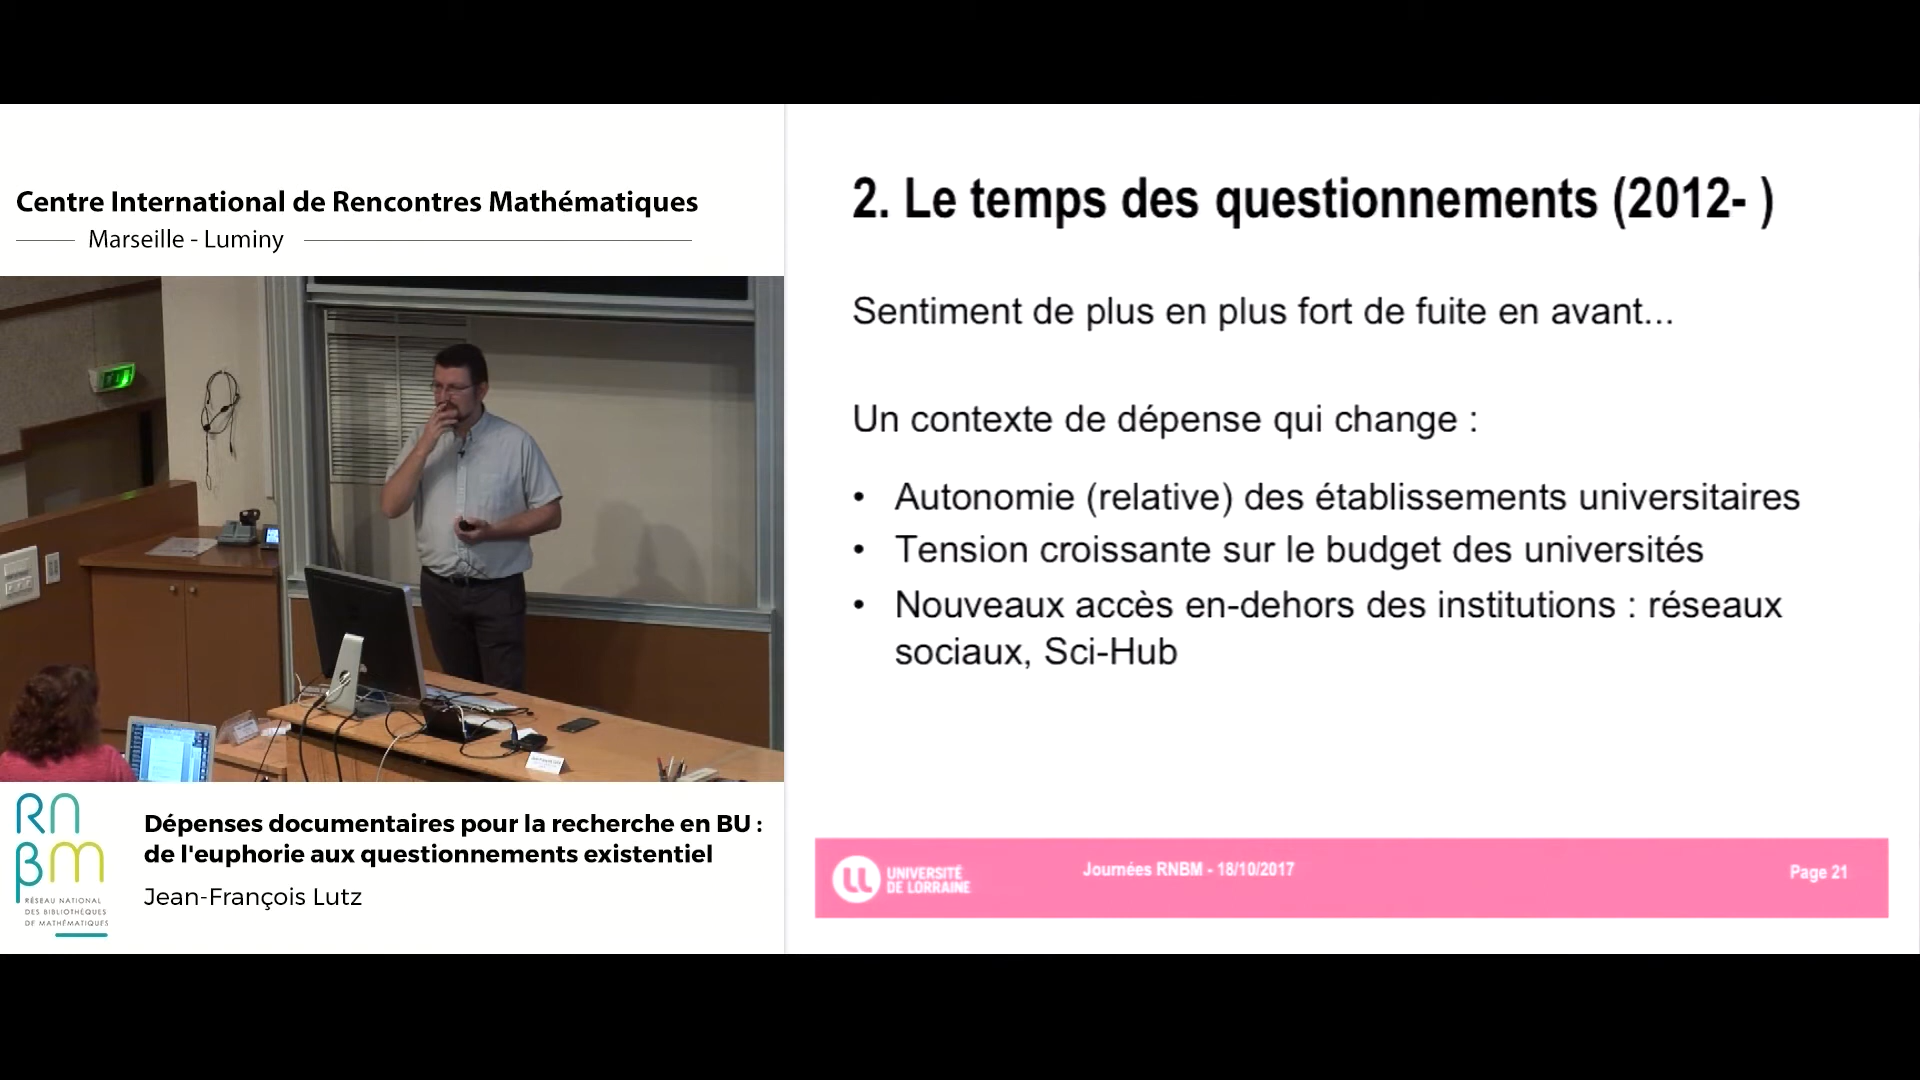 Centre International de Rencontres Mathématiques
Marseille - Luminy
RN
BM
RÉSEAU NATIONAL
DES BIBLIOTHÈQUES
DE MATHÉMATIQUES
Dépenses documentaires pour la recherche en BU :
de l'euphorie aux questionnements existentiel
Jean-François Lutz
2. Le temps des questionnements (2012- )
Sentiment de plus en plus fort de fuite en avant...
Un contexte de dépense qui change :
• Autonomie (relative) des établissements universitaires
• Tension croissante sur le budget des universités
• Nouveaux accès en-dehors des institutions : réseaux
sociaux, Sci-Hub
UNIVERSITÉ
DE LORRAINE
Journées RNBM - 18/10/2017
Page 21